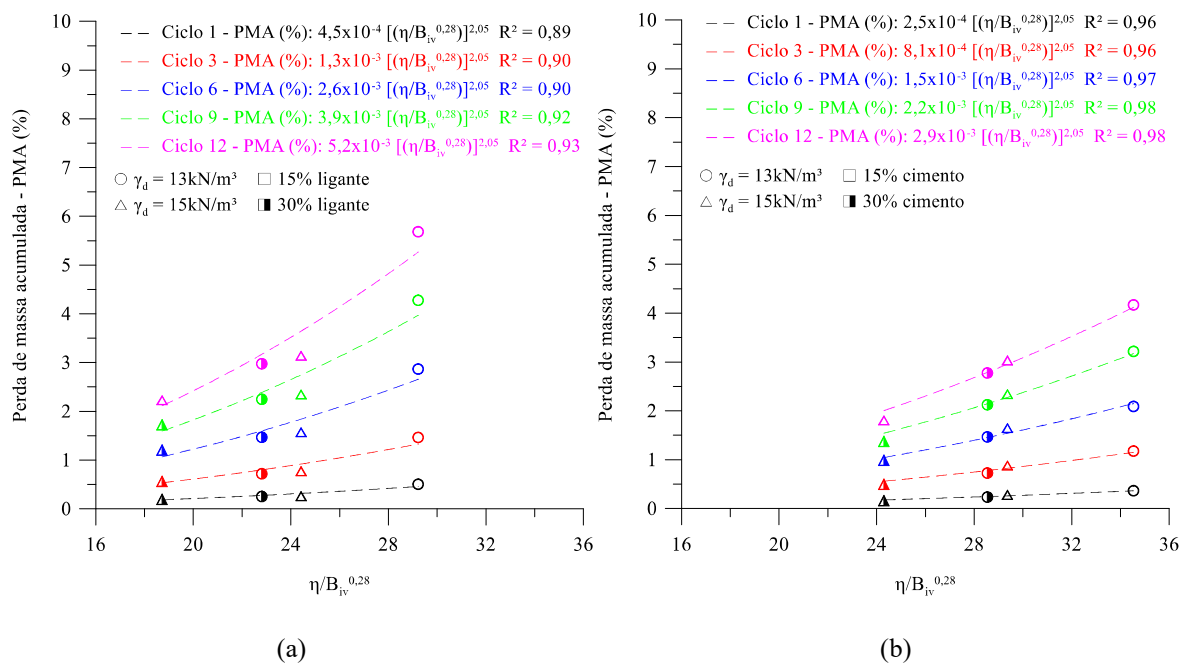 Ciclo 1 - PMA (%): 4,5x10⁻⁴ [(η/Bᵢᵥ⁰,²⁸)]²,⁰⁵ R² = 0,89
Ciclo 3 - PMA (%): 1,3x10⁻³ [(η/Bᵢᵥ⁰,²⁸)]²,⁰⁵ R² = 0,90
Ciclo 6 - PMA (%): 2,6x10⁻³ [(η/Bᵢᵥ⁰,²⁸)]²,⁰⁵ R² = 0,90
Ciclo 9 - PMA (%): 3,9x10⁻³ [(η/Bᵢᵥ⁰,²⁸)]²,⁰⁵ R² = 0,92
Ciclo 12 - PMA (%): 5,2x10⁻³ [(η/Bᵢᵥ⁰,²⁸)]²,⁰⁵ R² = 0,93
γd = 13kN/m³ 15% ligante
γd = 15kN/m³ 30% ligante
Perda de massa acumulada - PMA (%)
10
9
8
7
6
5
4
3
2
1
0
16 20 24 28 32 36
η/Bᵢᵥ⁰,²⁸
(a)
Ciclo 1 - PMA (%): 2,5x10⁻⁴ [(η/Bᵢᵥ⁰,²⁸)]²,⁰⁵ R² = 0,96
Ciclo 3 - PMA (%): 8,1x10⁻⁴ [(η/Bᵢᵥ⁰,²⁸)]²,⁰⁵ R² = 0,96
Ciclo 6 - PMA (%): 1,5x10⁻³ [(η/Bᵢᵥ⁰,²⁸)]²,⁰⁵ R² = 0,97
Ciclo 9 - PMA (%): 2,2x10⁻³ [(η/Bᵢᵥ⁰,²⁸)]²,⁰⁵ R² = 0,98
Ciclo 12 - PMA (%): 2,9x10⁻³ [(η/Bᵢᵥ⁰,²⁸)]²,⁰⁵ R² = 0,98
γd = 13kN/m³ 15% cimento
γd = 15kN/m³ 30% cimento
Perda de massa acumulada - PMA (%)
10
9
8
7
6
5
4
3
2
1
0
16 20 24 28 32 36
η/Bᵢᵥ⁰,²⁸
(b)